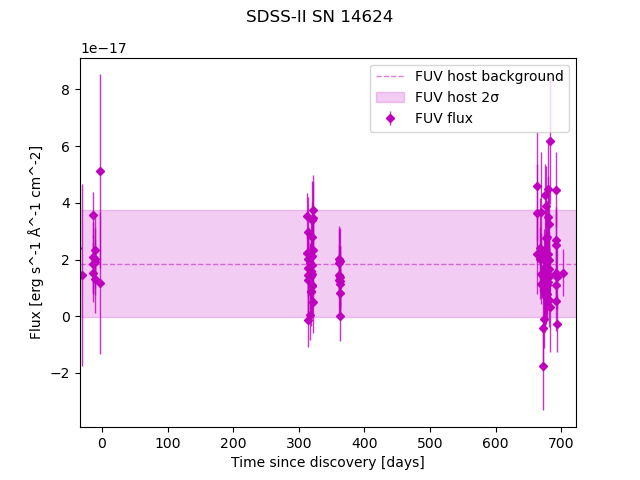 SDSS-II SN 14624
1e−17
FUV host background
FUV host 2σ
FUV flux
8
6
4
2
0
−2
Flux [erg s^-1 Å^-1 cm^-2]
0 100 200 300 400 500 600 700
Time since discovery [days]